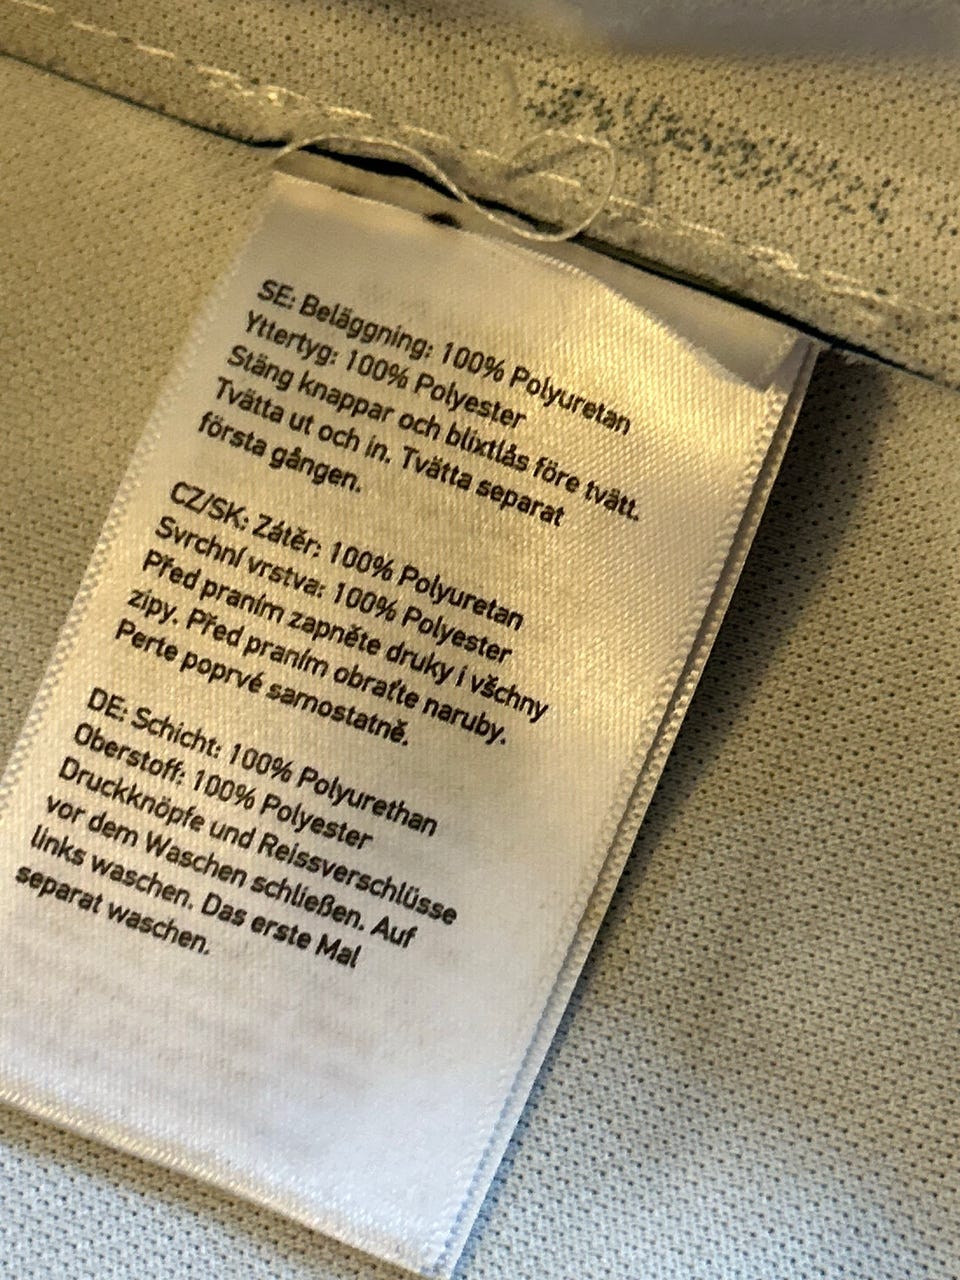 SE: Beläggning: 100% Polyuretan
Yttertyg: 100% Polyester
Stäng knappar och blixtlås före tvätt.
Tvätta ut och in. Tvätta separat
första gången.
CZ/SK: Zátěr: 100% Polyuretan
Svrchní vrstva: 100% Polyester
Před praním zapněte druky i všchny
zipy. Před praním obraťte naruby.
Perte poprvé samostatně.
DE: Schicht: 100% Polyurethan
Oberstoff: 100% Polyester
Druckknöpfe und Reissverschlüsse
vor dem Waschen schließen. Auf
links waschen. Das erste Mal
separat waschen.